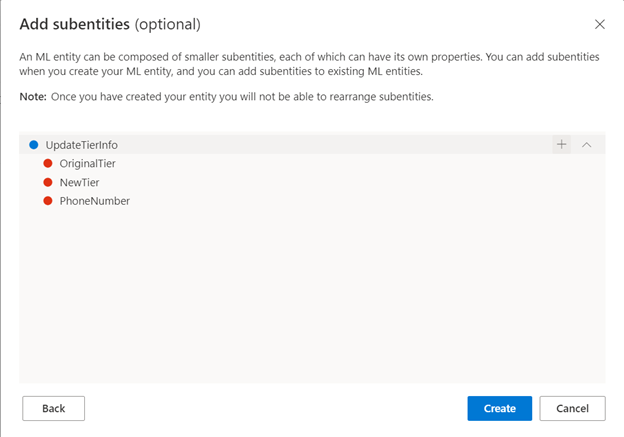 Add subentities (optional)
An ML entity can be composed of smaller subentities, each of which can have its own properties. You can add subentities
when you create your ML entity, and you can add subentities to existing ML entities.
Note: Once you have created your entity you will not be able to rearrange subentities.
UpdateTierInfo
OriginalTier
NewTier
PhoneNumber
Back
Create
Cancel